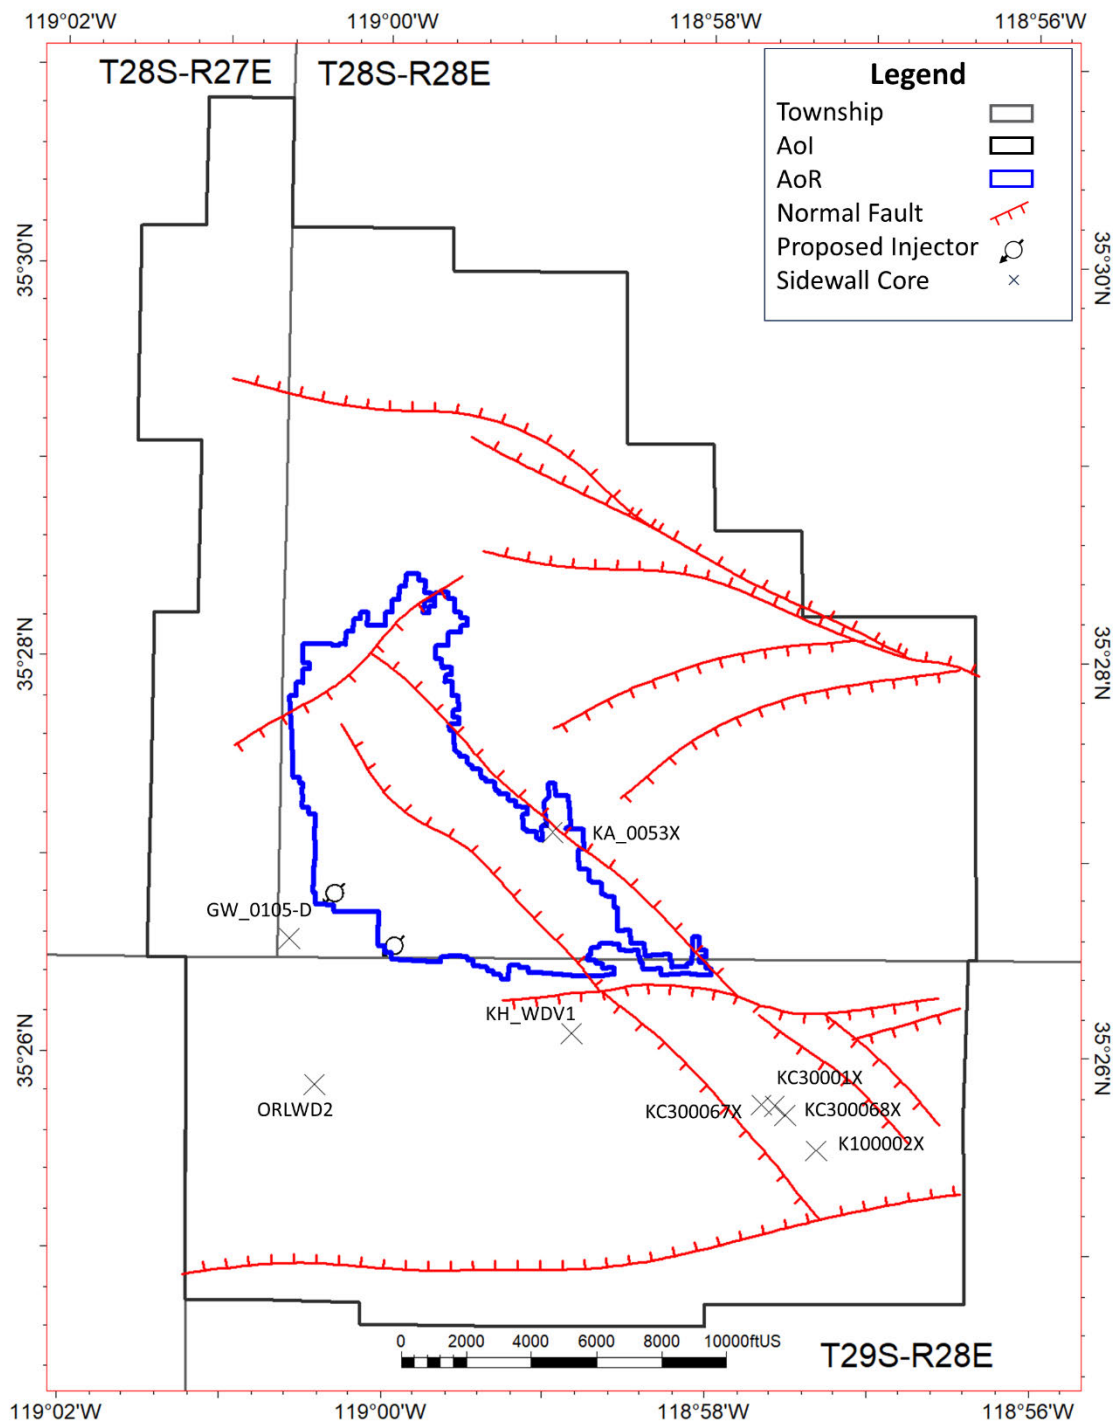 119°02'W 119°00'W 118°58'W 118°56'W
T28S-R27E T28S-R28E
Legend
Township
AoI
AoR
Normal Fault
Proposed Injector
Sidewall Core
35°30'N 35°30'N
35°28'N 35°28'N
KA_0053X
GW_0105-D
KH_WDV1
35°26'N 35°26'N
KC30001X
ORLWD2 KC300067X KC300068X
K100002X
0 2000 4000 6000 8000 10000ftUS
T29S-R28E
119°02'W 119°00'W 118°58'W 118°56'W